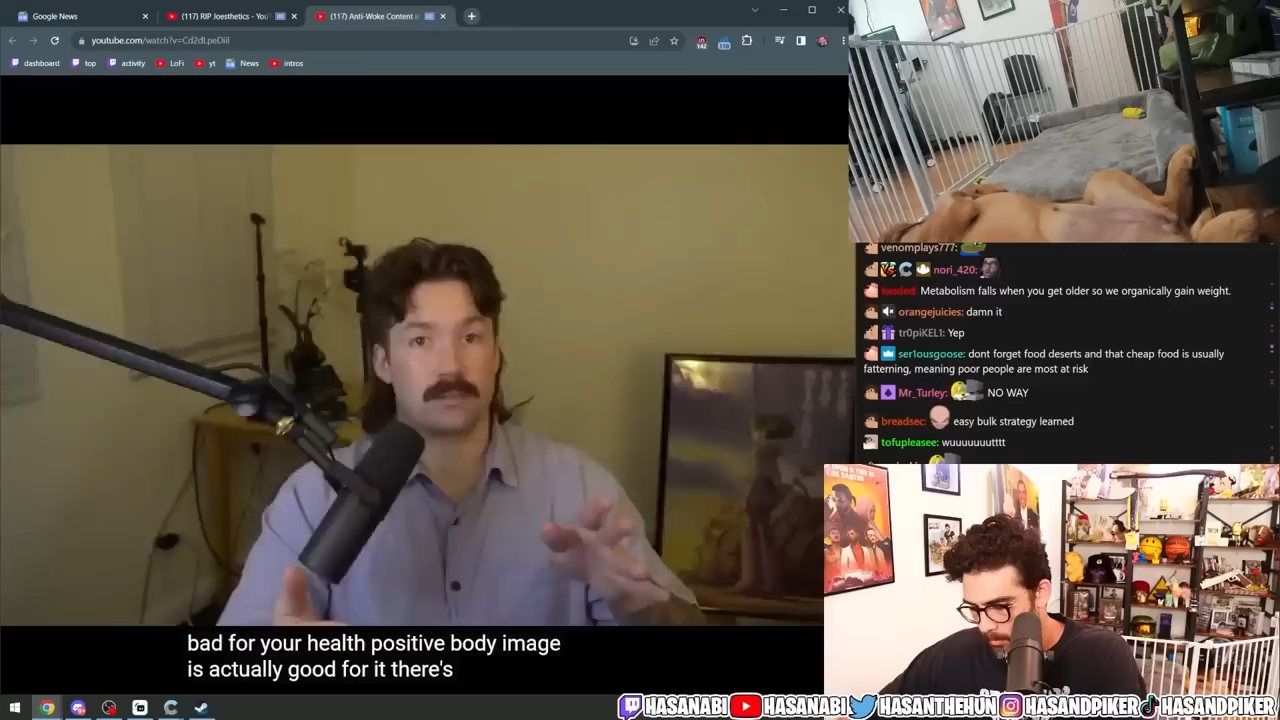 Google News
(117) RIP Joesthetics - You
(117) Anti-Woke Content i
youtube.com/watch?v=Cd2dLpeDiiI
142
110
dashboard
top
activity
LoFi
yt
News
intros
venomplays777:
nori_420:
Metabolism falls when you get older so we organically gain weight.
orangejuicies: damn it
tr0piKEL1: Yep
ser1ousgoose: dont forget food deserts and that cheap food is usually
fatterning, meaning poor people are most at risk
Mr_Turley: NO WAY
breadsec: easy bulk strategy learned
tofupleasee: wuuuuuuutttt
bad for your health positive body image
is actually good for it there's
HASANABI HASANABI HASANTHEHUN HASANDPIKER HASANDPIKER